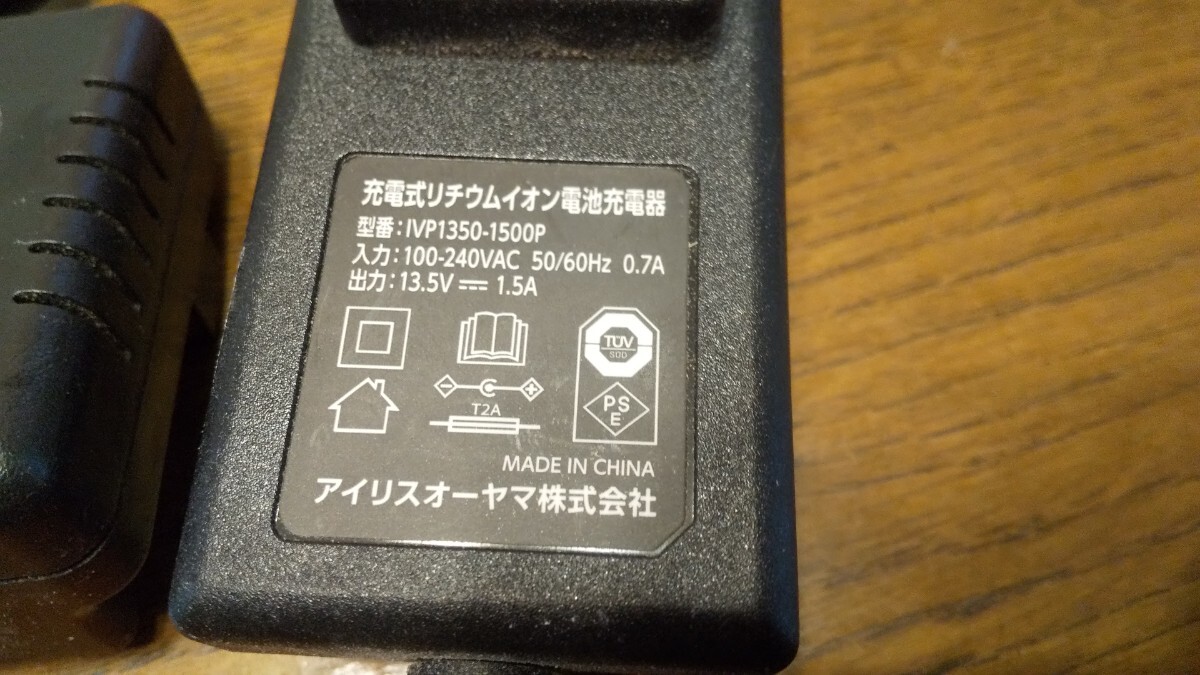 充電式リチウムイオン電池充電器
型番:IVP1350-1500P
入力:100-240VAC 50/60Hz 0.7A
出力:13.5V ⎓ 1.5A
TÜV
SÜD
T2A
PS
E
MADE IN CHINA
アイリスオーヤマ株式会社